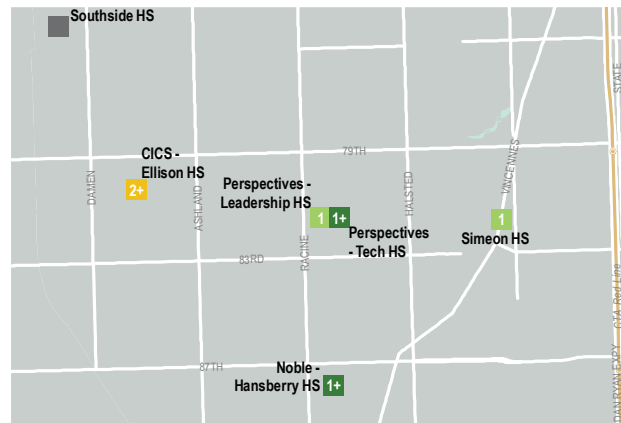 Southside HS
STATE
79TH
CICS -
Ellison HS
2+
DAMEN
ASHLAND
Perspectives -
Leadership HS
1
1+
Perspectives
- Tech HS
RACINE
HALSTED
VINCENNES
1
Simeon HS
83RD
CTA Red Line
DAN RYAN EXPY
87TH
Noble -
Hansberry HS
1+